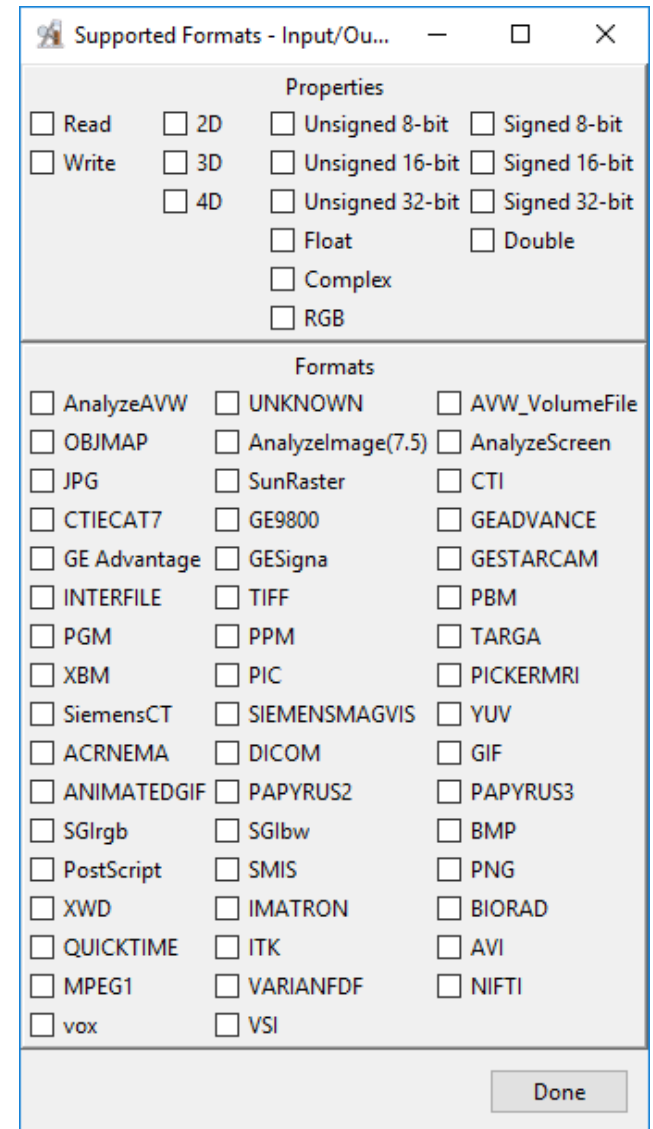 Supported Formats - Input/Ou...
Properties
Read 2D Unsigned 8-bit Signed 8-bit
Write 3D Unsigned 16-bit Signed 16-bit
4D Unsigned 32-bit Signed 32-bit
Float Double
Complex
RGB
Formats
AnalyzeAVW UNKNOWN AVW_VolumeFile
OBJMAP AnalyzeImage(7.5) AnalyzeScreen
JPG SunRaster CTI
CTIECAT7 GE9800 GEADVANCE
GE Advantage GESigna GESTARCAM
INTERFILE TIFF PBM
PGM PPM TARGA
XBM PIC PICKERMRI
SiemensCT SIEMENSMAGVIS YUV
ACRNEMA DICOM GIF
ANIMATEDGIF PAPYRUS2 PAPYRUS3
SGIrgb SGIbw BMP
PostScript SMIS PNG
XWD IMATRON BIORAD
QUICKTIME ITK AVI
MPEG1 VARIANFDF NIFTI
vox VSI
Done